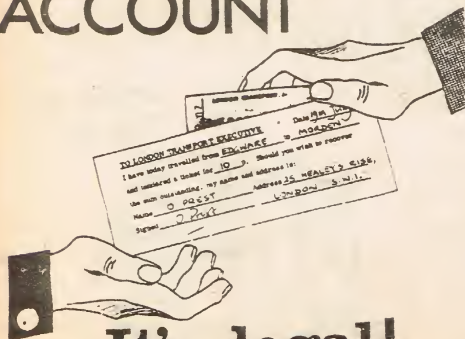 ACCOUNT
TO LONDON TRANSPORT EXECUTIVE Date
I have today travelled from EDGWARE to MORDEN
and tendered a ticket for 10 p. Should you wish to recover
the sum outstanding, my name and address is:
Name O PREST Address 35 HEALEY'S RISE,
Signed O Prest LONDON S.W.1.
It's legal!